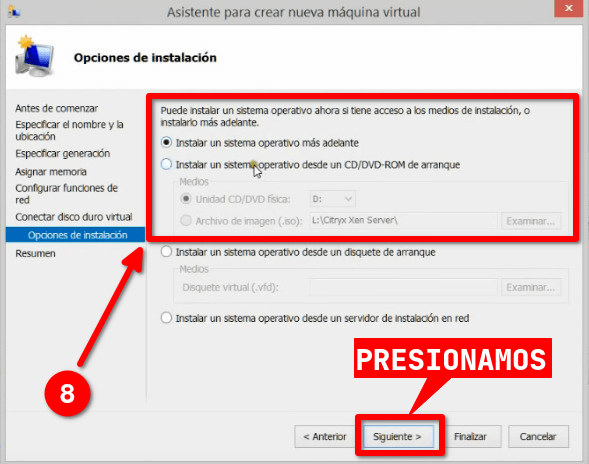 Asistente para crear nueva máquina virtual
Opciones de instalación
Antes de comenzar
Especificar el nombre y la
ubicación
Especificar generación
Asignar memoria
Configurar funciones de
red
Conectar disco duro virtual
Opciones de instalación
Resumen
Puede instalar un sistema operativo ahora si tiene acceso a los medios de instalación, o
instalarlo más adelante.
Instalar un sistema operativo más adelante
Instalar un sistema operativo desde un CD/DVD-ROM de arranque
Medios
Unidad CD/DVD física:
D:
Archivo de imagen (.iso):
L:\Citryx Xen Server\
Examinar...
Instalar un sistema operativo desde un disquete de arranque
Medios
Disquete virtual (.vfd):
Examinar...
Instalar un sistema operativo desde un servidor de instalación en red
8
PRESIONAMOS
< Anterior
Siguiente >
Finalizar
Cancelar